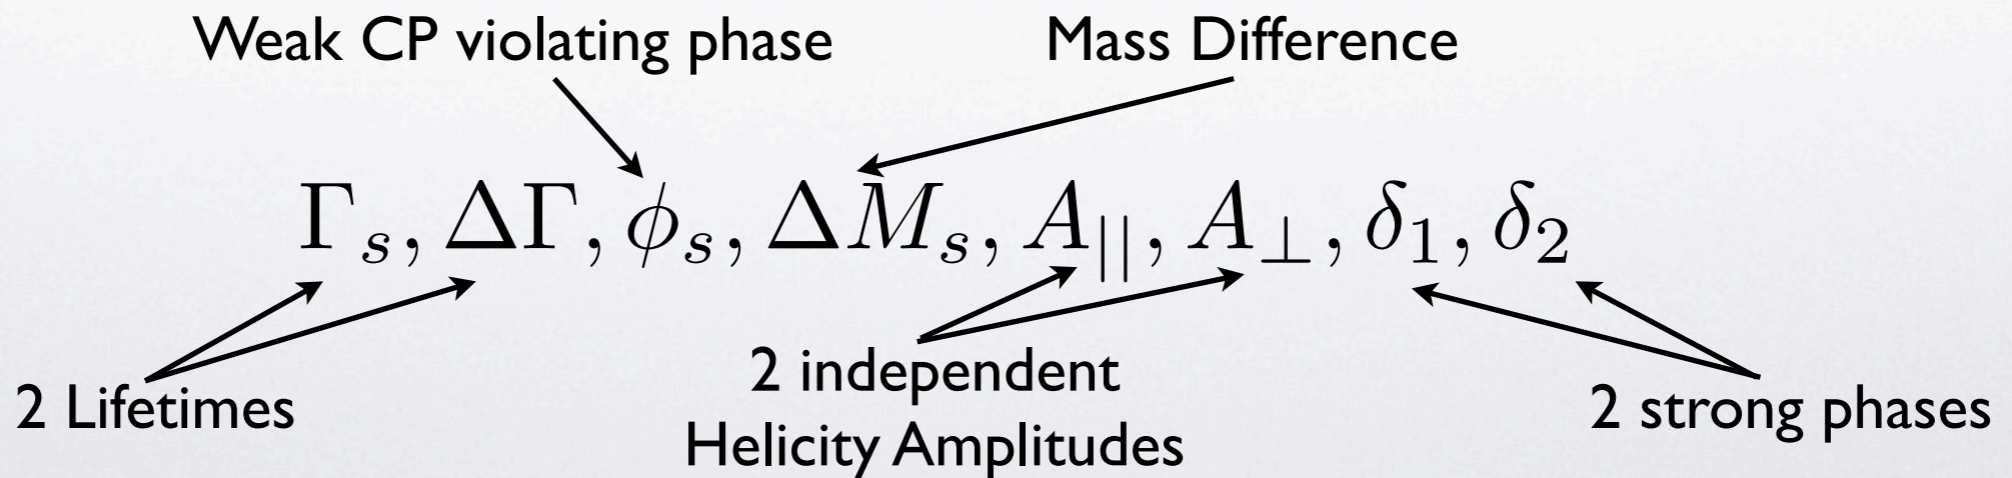 Weak CP violating phase Mass Difference
Γ_s, ΔΓ, ϕ_s, ΔM_s, A_{||}, A_⊥, δ_1, δ_2
2 Lifetimes
2 independent
Helicity Amplitudes
2 strong phases